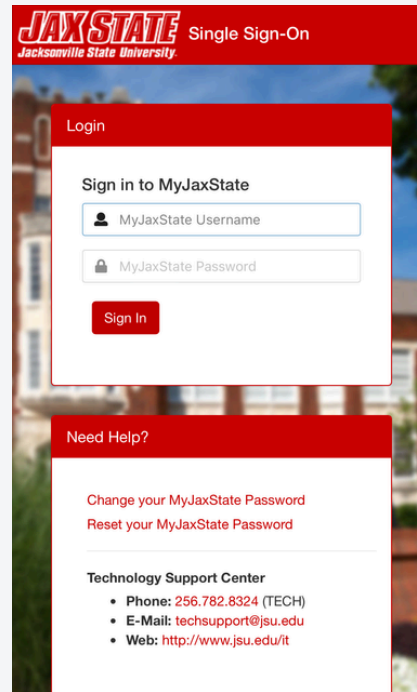 JAX STATE
Jacksonville State University
Single Sign-On
Login
Sign in to MyJaxState
MyJaxState Username
MyJaxState Password
Sign In
Need Help?
Change your MyJaxState Password
Reset your MyJaxState Password
Technology Support Center
• Phone: 256.782.8324 (TECH)
• E-Mail: techsupport@jsu.edu
• Web: http://www.jsu.edu/it